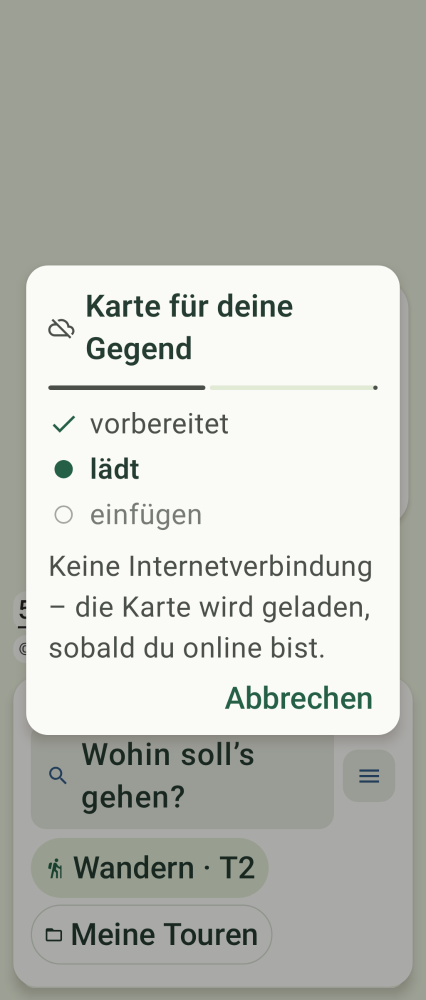 Karte für deine
Gegend
vorbereitet
lädt
einfügen
Keine Internetverbindung
– die Karte wird geladen,
sobald du online bist.
Abbrechen
5
©
Wohin soll’s
gehen?
Wandern · T2
Meine Touren